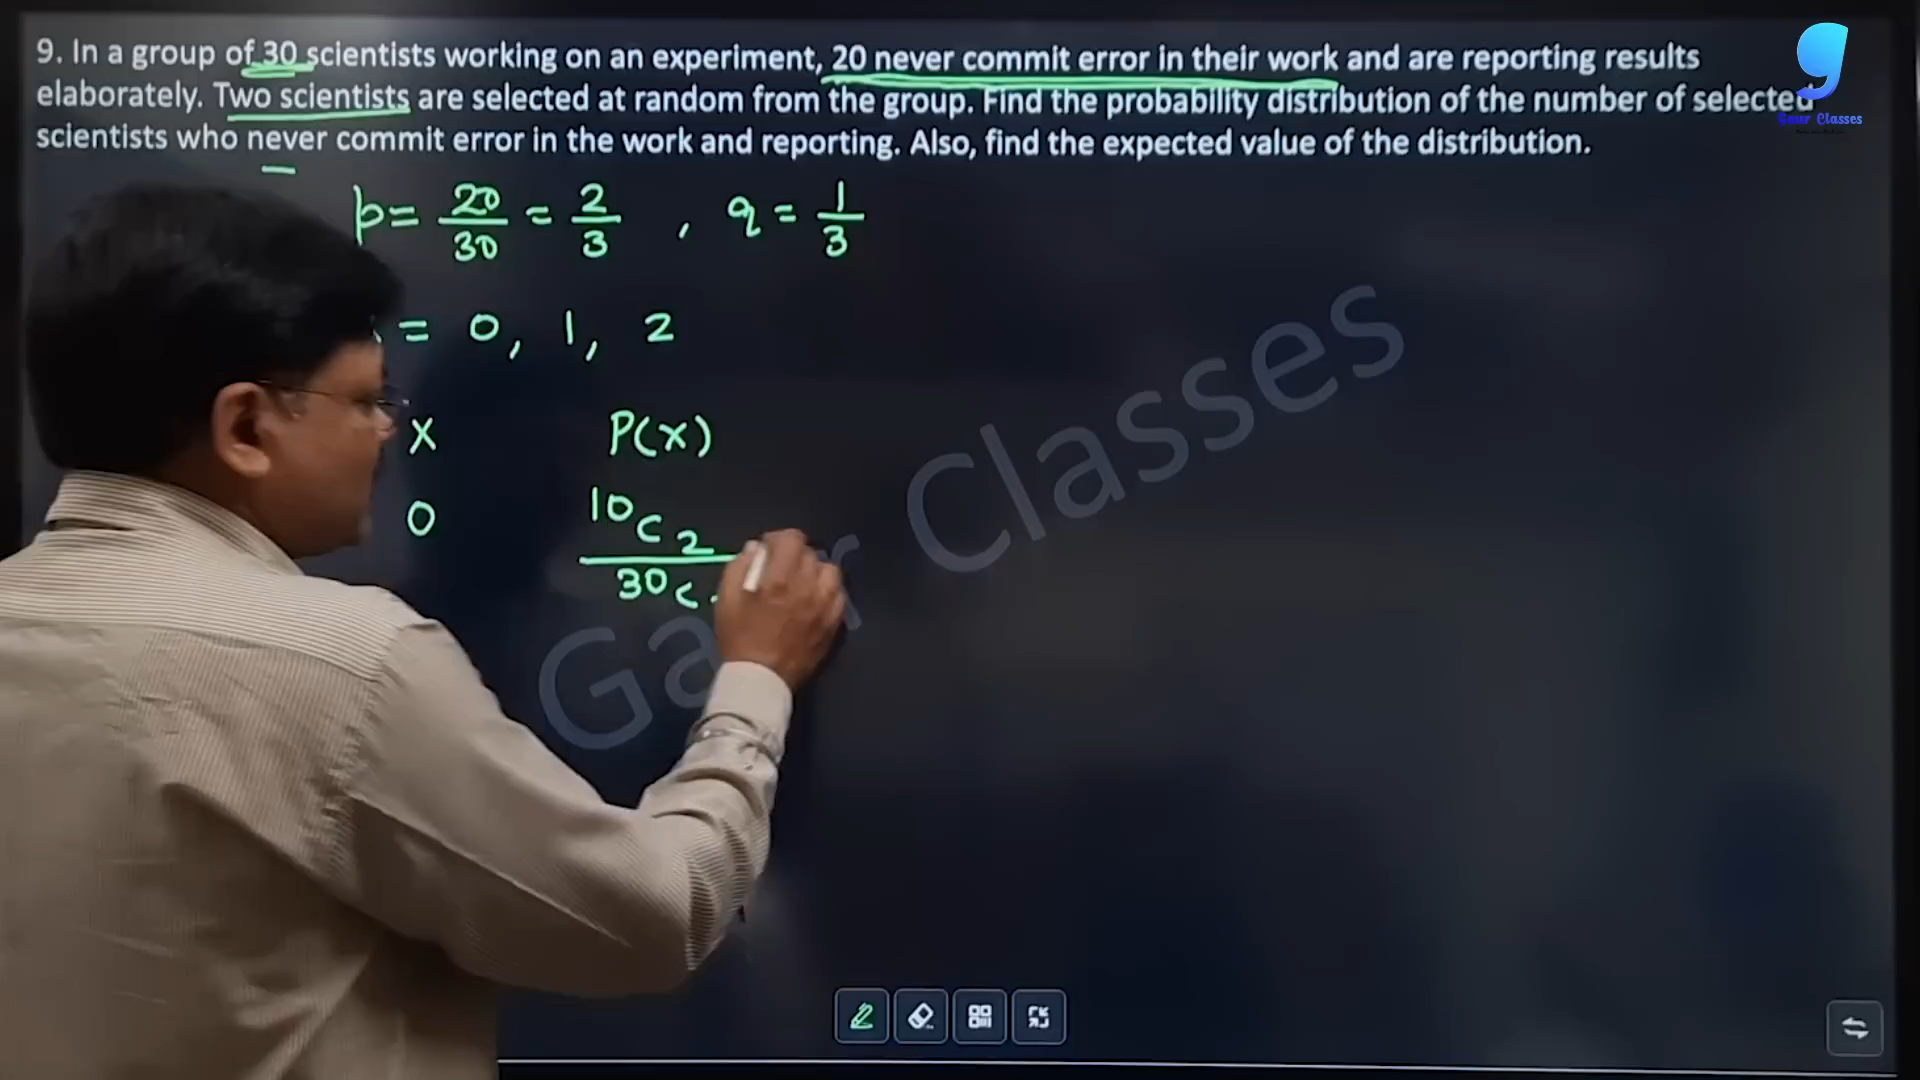 9. In a group of 30 scientists working on an experiment, 20 never commit error in their work and are reporting results
elaborately. Two scientists are selected at random from the group. Find the probability distribution of the number of selected
scientists who never commit error in the work and reporting. Also, find the expected value of the distribution.
g
Gaur Classes
p = 20/30 = 2/3 , q = 1/3
= 0, 1, 2
X P(X)
0 10C2
30C
Gaur Classes